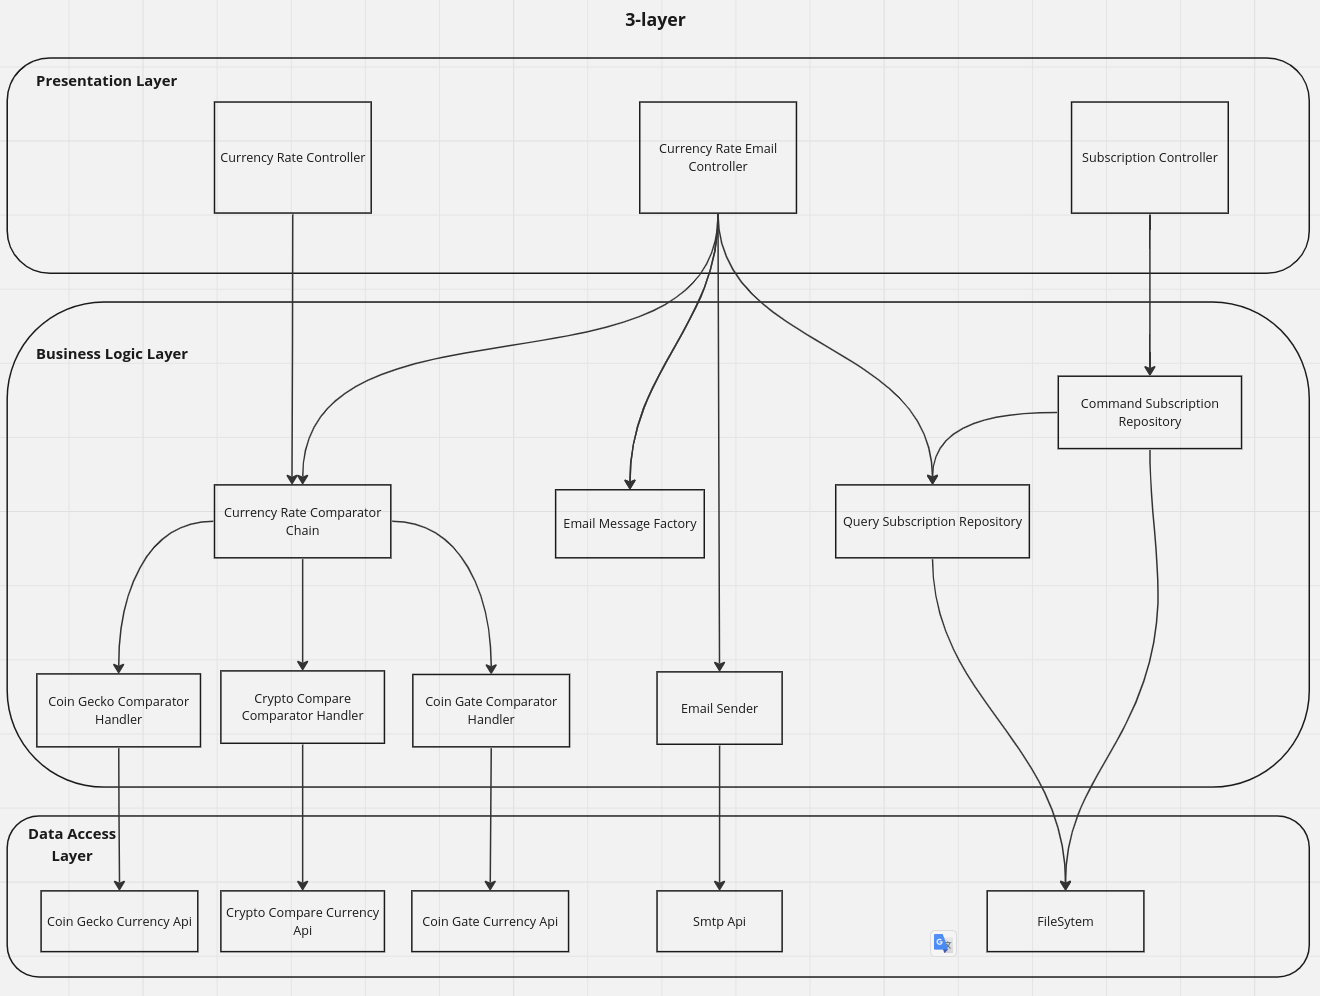 3-layer
Presentation Layer
Currency Rate Controller
Currency Rate Email
Controller
Subscription Controller
Business Logic Layer
Command Subscription
Repository
Currency Rate Comparator
Chain
Email Message Factory
Query Subscription Repository
Coin Gecko Comparator
Handler
Crypto Compare
Comparator Handler
Coin Gate Comparator
Handler
Email Sender
Data Access
Layer
Coin Gecko Currency Api
Crypto Compare Currency
Api
Coin Gate Currency Api
Smtp Api
FileSytem